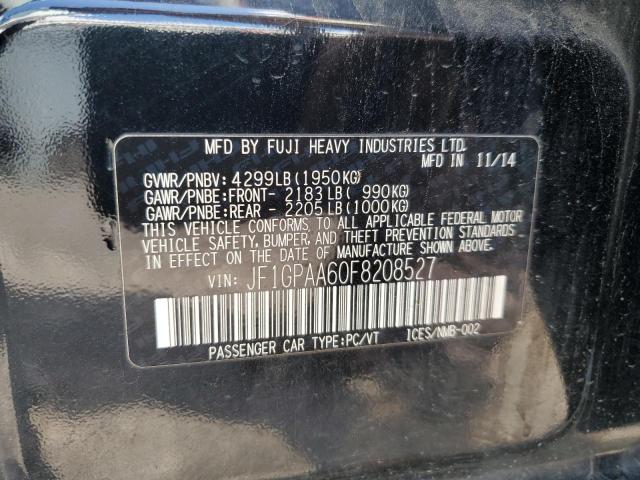 MFD BY FUJI HEAVY INDUSTRIES LTD.
MFD IN 11/14
GVWR/PNBV: 4299LB(1950KG)
GAWR/PNBE:FRONT- 2183LB( 990KG)
GAWR/PNBE:REAR - 2205LB(1000KG)
THIS VEHICLE CONFORMS TO ALL APPLICABLE FEDERAL MOTOR
VEHICLE SAFETY, BUMPER, AND THEFT PREVENTION STANDARDS
IN EFFECT ON THE DATE OF MANUFACTURE SHOWN ABOVE.
VIN: JF1GPAA60F8208527
PASSENGER CAR TYPE:PC/VT ICES/NMB-002